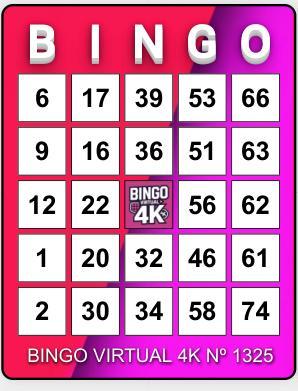 B I N G O
6 17 39 53 66
9 16 36 51 63
12 22 BINGO VIRTUAL 4K 56 62
1 20 32 46 61
2 30 34 58 74
BINGO VIRTUAL 4K Nº 1325